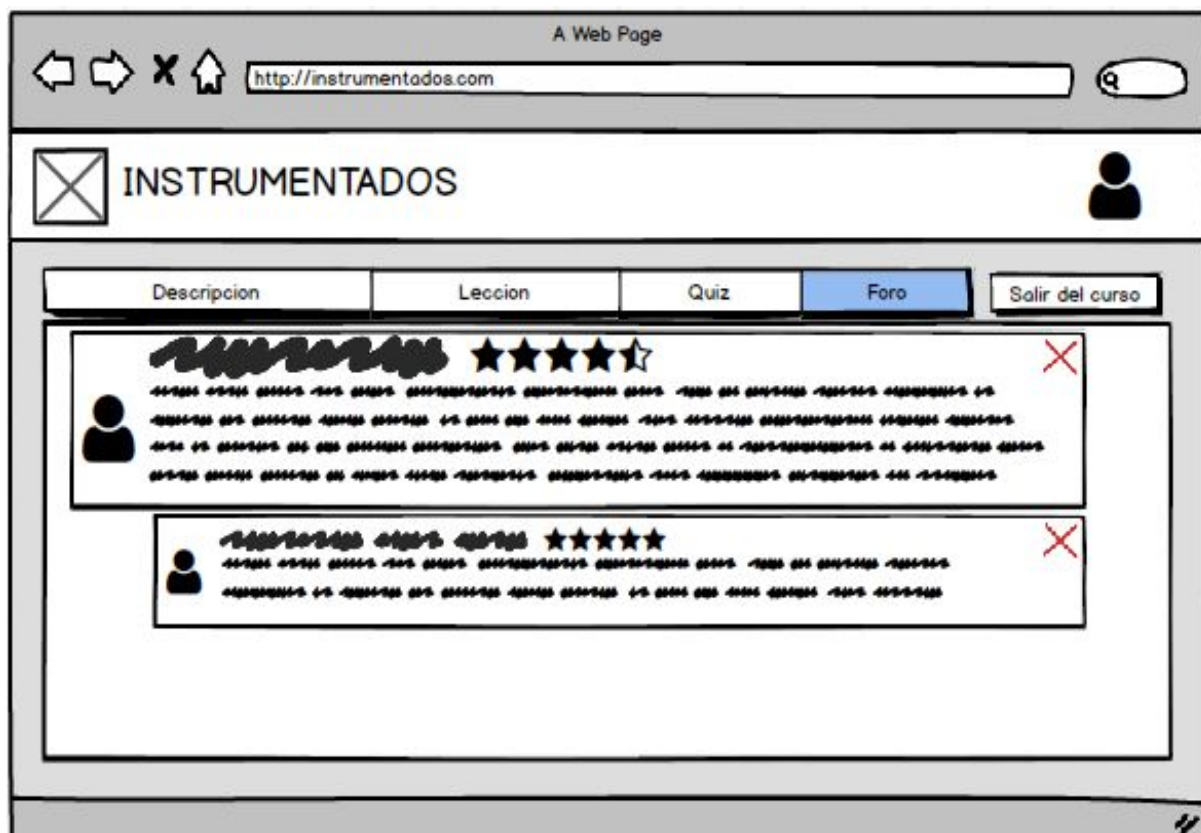 A Web Page
http://instrumentados.com
INSTRUMENTADOS
Descripcion
Leccion
Quiz
Foro
Salir del curso